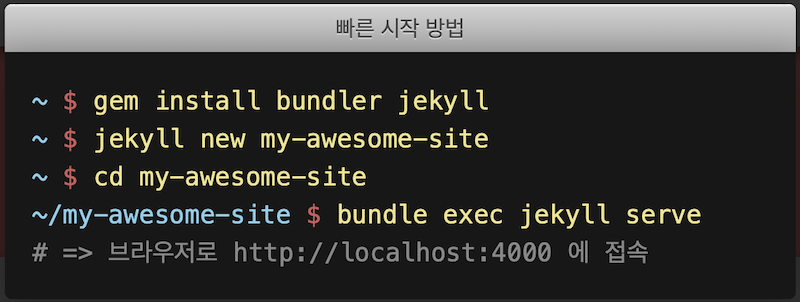 빠른 시작 방법
~ $ gem install bundler jekyll
~ $ jekyll new my-awesome-site
~ $ cd my-awesome-site
~/my-awesome-site $ bundle exec jekyll serve
# => 브라우저로 http://localhost:4000 에 접속